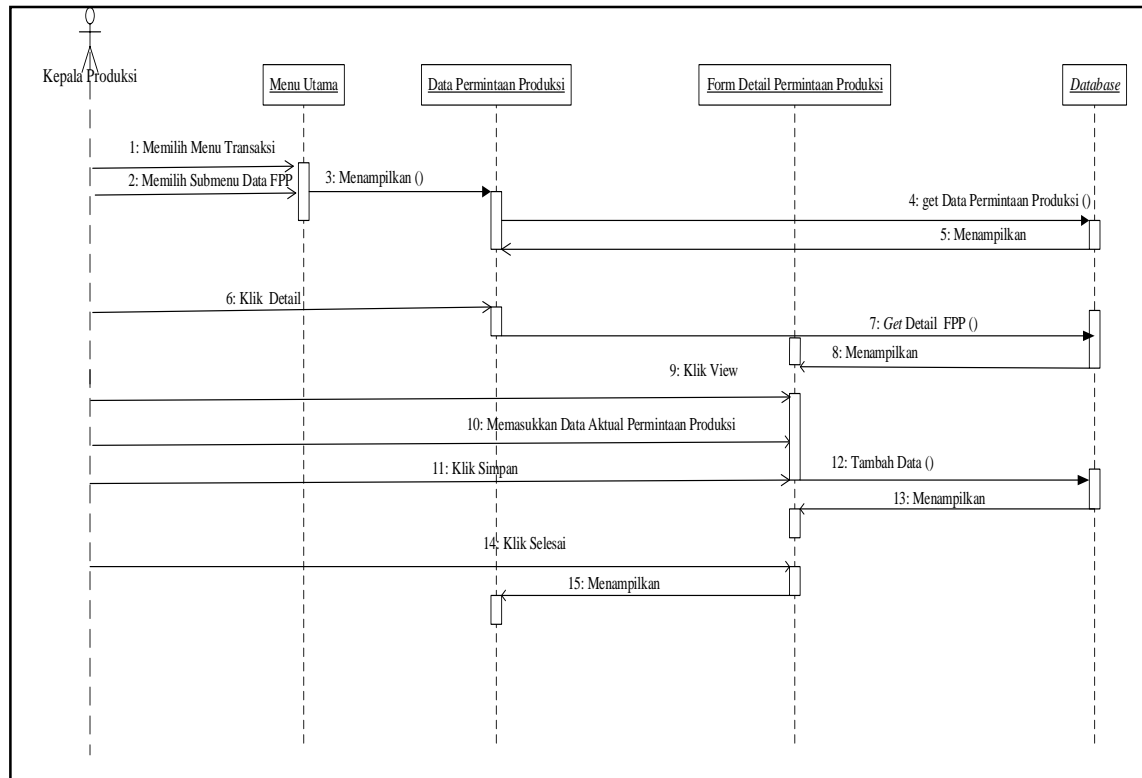 Kepala Produksi
Menu Utama
Data Permintaan Produksi
Form Detail Permintaan Produksi
Database
1: Memilih Menu Transaksi
2: Memilih Submenu Data FPP
3: Menampilkan ()
4: get Data Permintaan Produksi ()
5: Menampilkan
6: Klik Detail
7: Get Detail FPP ()
8: Menampilkan
9: Klik View
10: Memasukkan Data Aktual Permintaan Produksi
11: Klik Simpan
12: Tambah Data ()
13: Menampilkan
14: Klik Selesai
15: Menampilkan